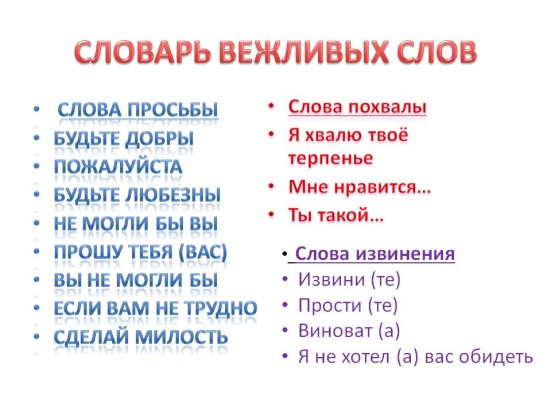 СЛОВАРЬ ВЕЖЛИВЫХ СЛОВ
• СЛОВА ПРОСЬБЫ
• БУДЬТЕ ДОБРЫ
• ПОЖАЛУЙСТА
• БУДЬТЕ ЛЮБЕЗНЫ
• НЕ МОГЛИ БЫ ВЫ
• ПРОШУ ТЕБЯ (ВАС)
• ВЫ НЕ МОГЛИ БЫ
• ЕСЛИ ВАМ НЕ ТРУДНО
• СДЕЛАЙ МИЛОСТЬ
• Слова похвалы
• Я хвалю твоё
терпенье
• Мне нравится...
• Ты такой...
• Слова извинения
• Извини (те)
• Прости (те)
• Виноват (а)
• Я не хотел (а) вас обидеть